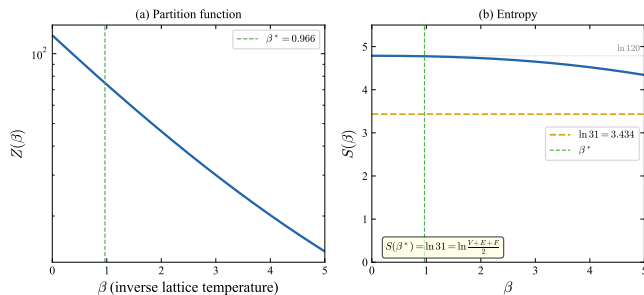 (a) Partition function
Z(β)
10²
β* = 0.966
0 1 2 3 4 5
β (inverse lattice temperature)
(b) Entropy
S(β)
5
4
3
2
1
0
ln 120
ln 31 = 3.434
β*
S(β*) = ln 31 = ln (V+E+F)/2
0 1 2 3 4 5
β